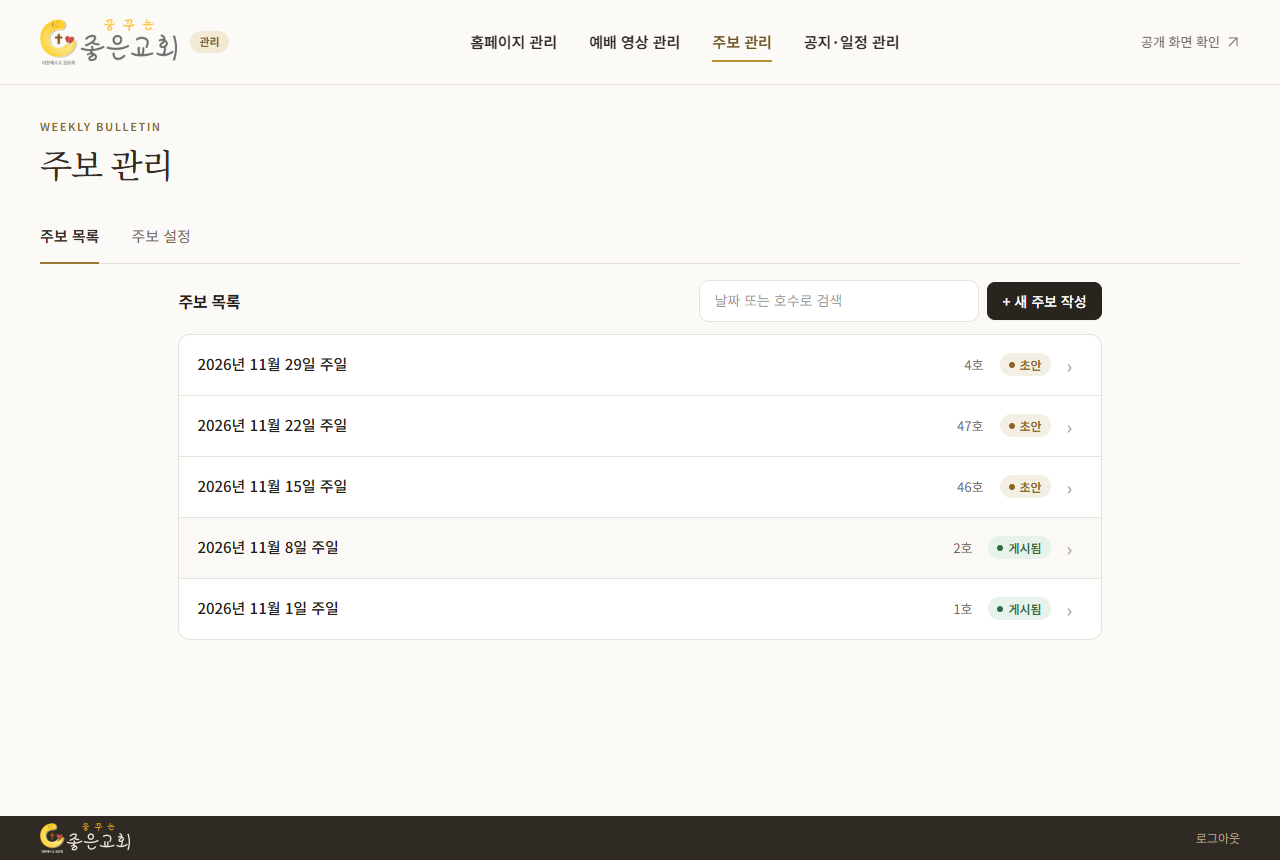 꿈 꾸 는
좋은교회
대한예수교 장로회
관리
홈페이지 관리
예배 영상 관리
주보 관리
공지·일정 관리
공개 화면 확인
WEEKLY BULLETIN
주보 관리
주보 목록
주보 설정
주보 목록
날짜 또는 호수로 검색
+ 새 주보 작성
2026년 11월 29일 주일 4호 초안
2026년 11월 22일 주일 47호 초안
2026년 11월 15일 주일 46호 초안
2026년 11월 8일 주일 2호 게시됨
2026년 11월 1일 주일 1호 게시됨
꿈 꾸 는
좋은교회
로그아웃